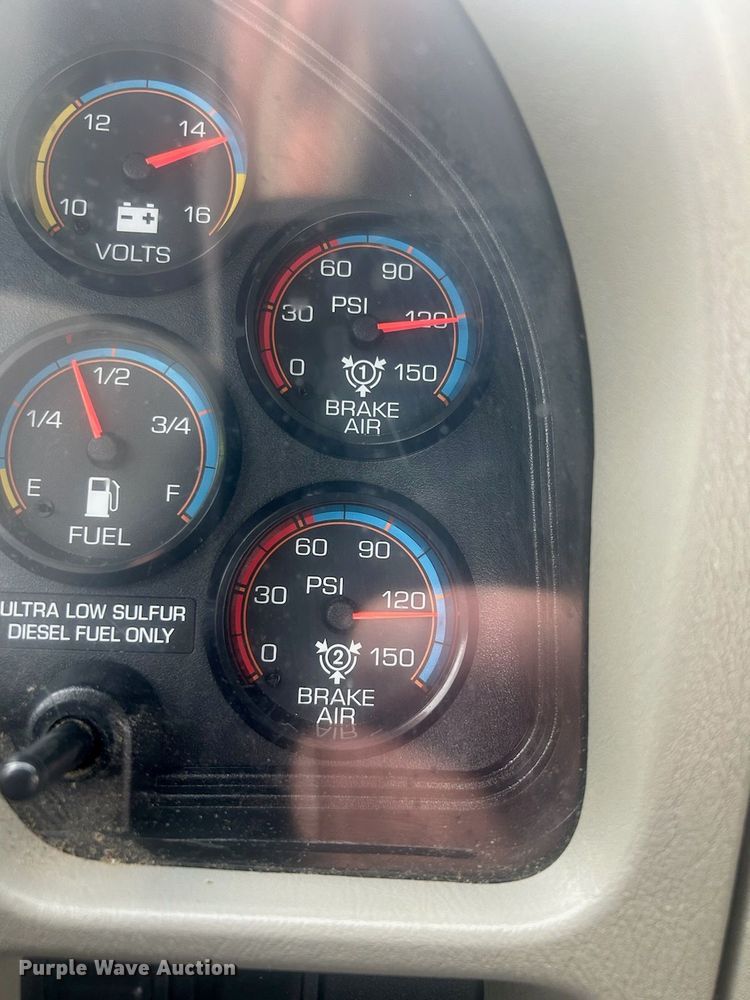 12
14
10
16
VOLTS
60
90
PSI
30
120
0
1
150
BRAKE
AIR
1/2
1/4
3/4
E
F
FUEL
60
90
PSI
30
120
0
2
150
BRAKE
AIR
ULTRA LOW SULFUR
DIESEL FUEL ONLY
Purple Wave Auction